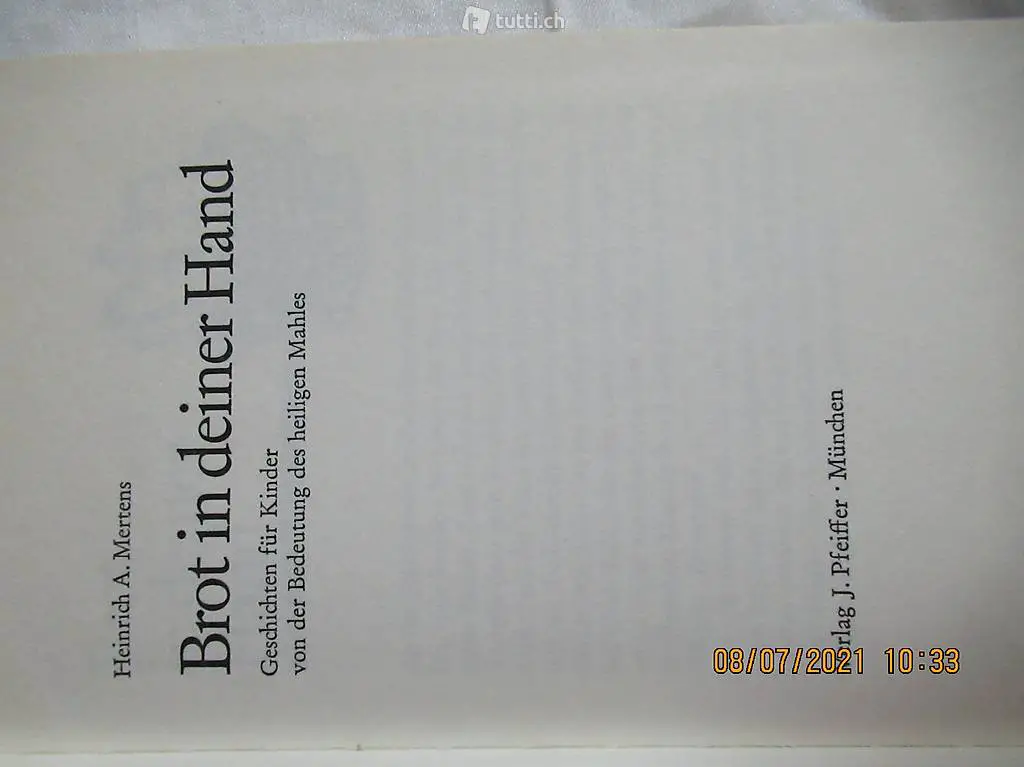 tutti.ch
Heinrich A. Mertens
Brot in deiner Hand
Geschichten für Kinder
von der Bedeutung des heiligen Mahles
Verlag J. Pfeiffer · München
08/07/2021 10:33